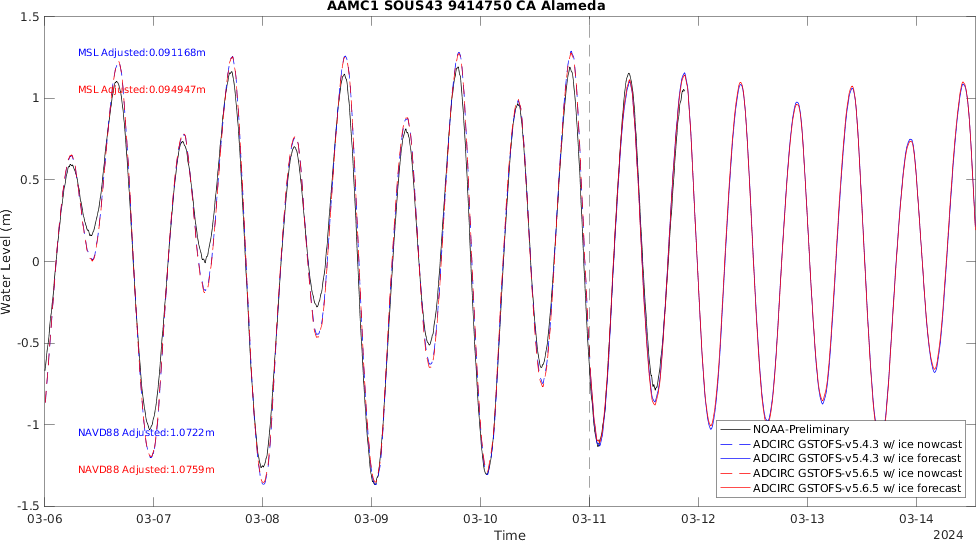 AAMC1 SOUS43 9414750 CA Alameda
1.5
1
0.5
0
-0.5
-1
-1.5
Water Level (m)
MSL Adjusted:0.091168m
MSL Adjusted:0.094947m
NAVD88 Adjusted:1.0722m
NAVD88 Adjusted:1.0759m
NOAA-Preliminary
ADCIRC GSTOFS-v5.4.3 w/ ice nowcast
ADCIRC GSTOFS-v5.4.3 w/ ice forecast
ADCIRC GSTOFS-v5.6.5 w/ ice nowcast
ADCIRC GSTOFS-v5.6.5 w/ ice forecast
03-06 03-07 03-08 03-09 03-10 03-11 03-12 03-13 03-14
Time
2024